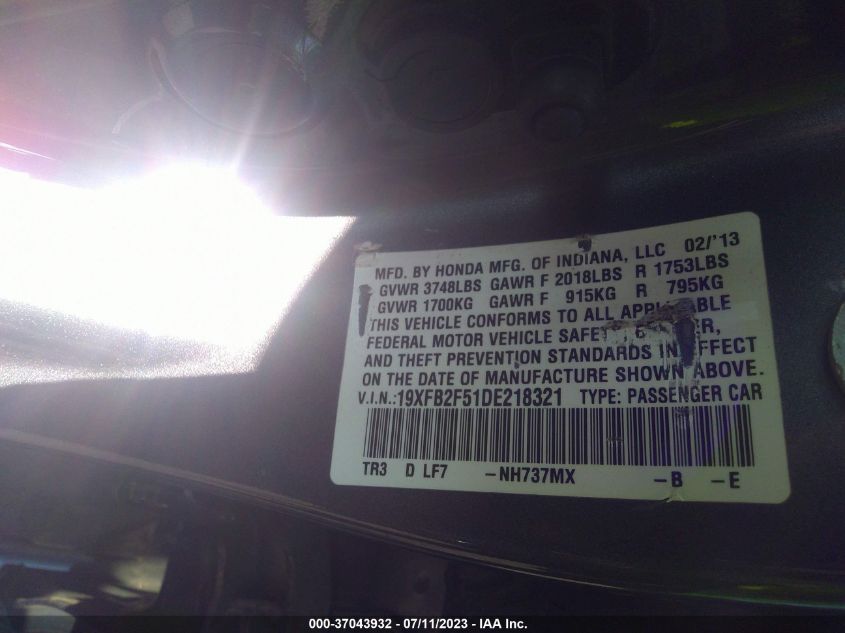 MFD. BY HONDA MFG. OF INDIANA, LLC 02/'13
GVWR 3748LBS GAWR F 2018LBS R 1753LBS
GVWR 1700KG GAWR F 915KG R 795KG
THIS VEHICLE CONFORMS TO ALL APPLICABLE
FEDERAL MOTOR VEHICLE
AND THEFT PREVENTION STANDARDS IN EFFECT
ON THE DATE OF MANUFACTURE SHOWN ABOVE.
V.I.N.:19XFB2F51DE218321 TYPE: PASSENGER CAR
TR3 D LF7 -NH737MX -B -E
000-37043932 - 07/11/2023 - IAA Inc.